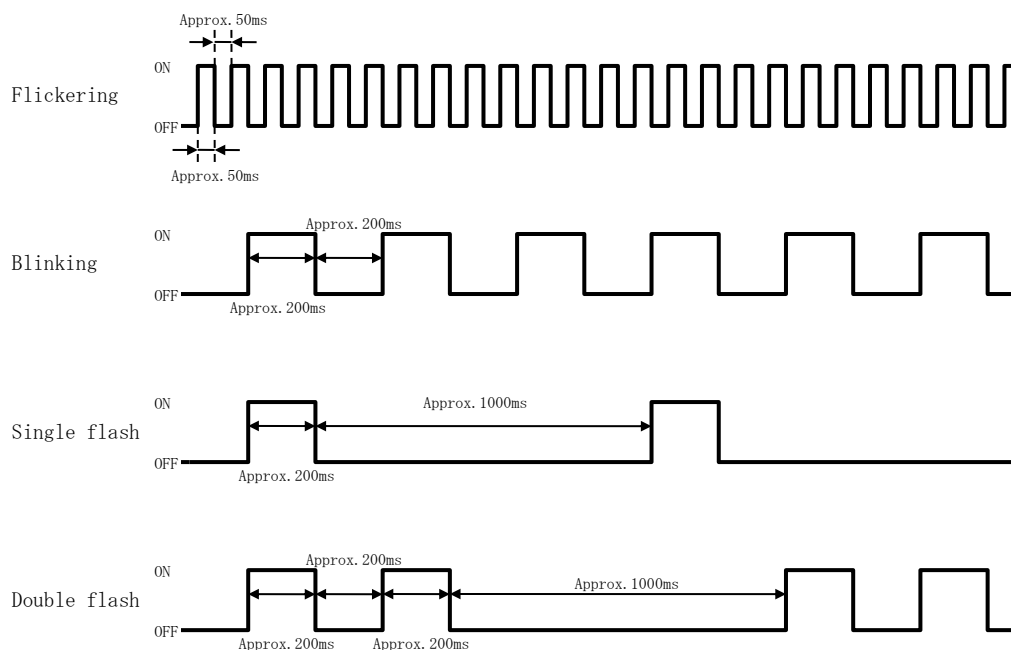 Approx.50ms
ON
Flickering
OFF
Approx.50ms
Approx.200ms
ON
Blinking
OFF
Approx.200ms
ON
Approx.1000ms
Single flash
OFF
Approx.200ms
Approx.200ms
ON
Approx.1000ms
Double flash
OFF
Approx.200ms
Approx.200ms